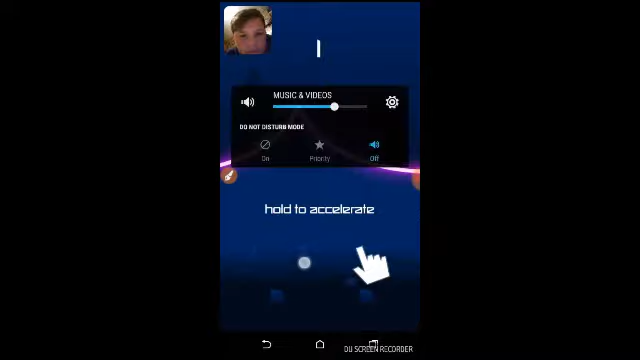 MUSIC & VIDEOS
DO NOT DISTURB MODE
On Priority Off
hold to accelerate
DU SCREEN RECORDER